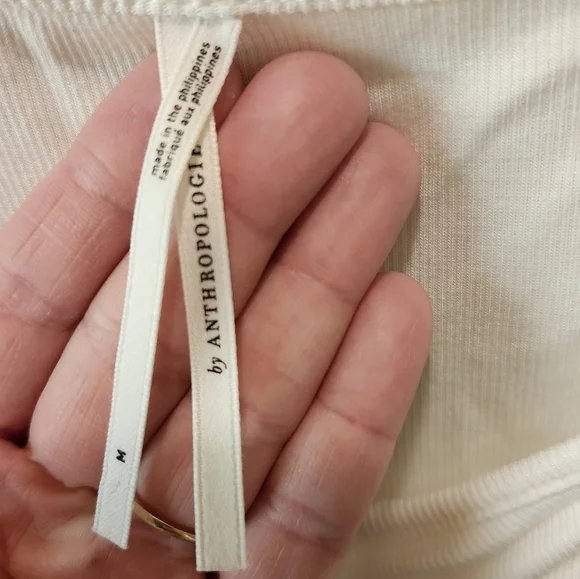 made in the philippines
fabriqué aux philippines
by ANTHROPOLOGIE
M